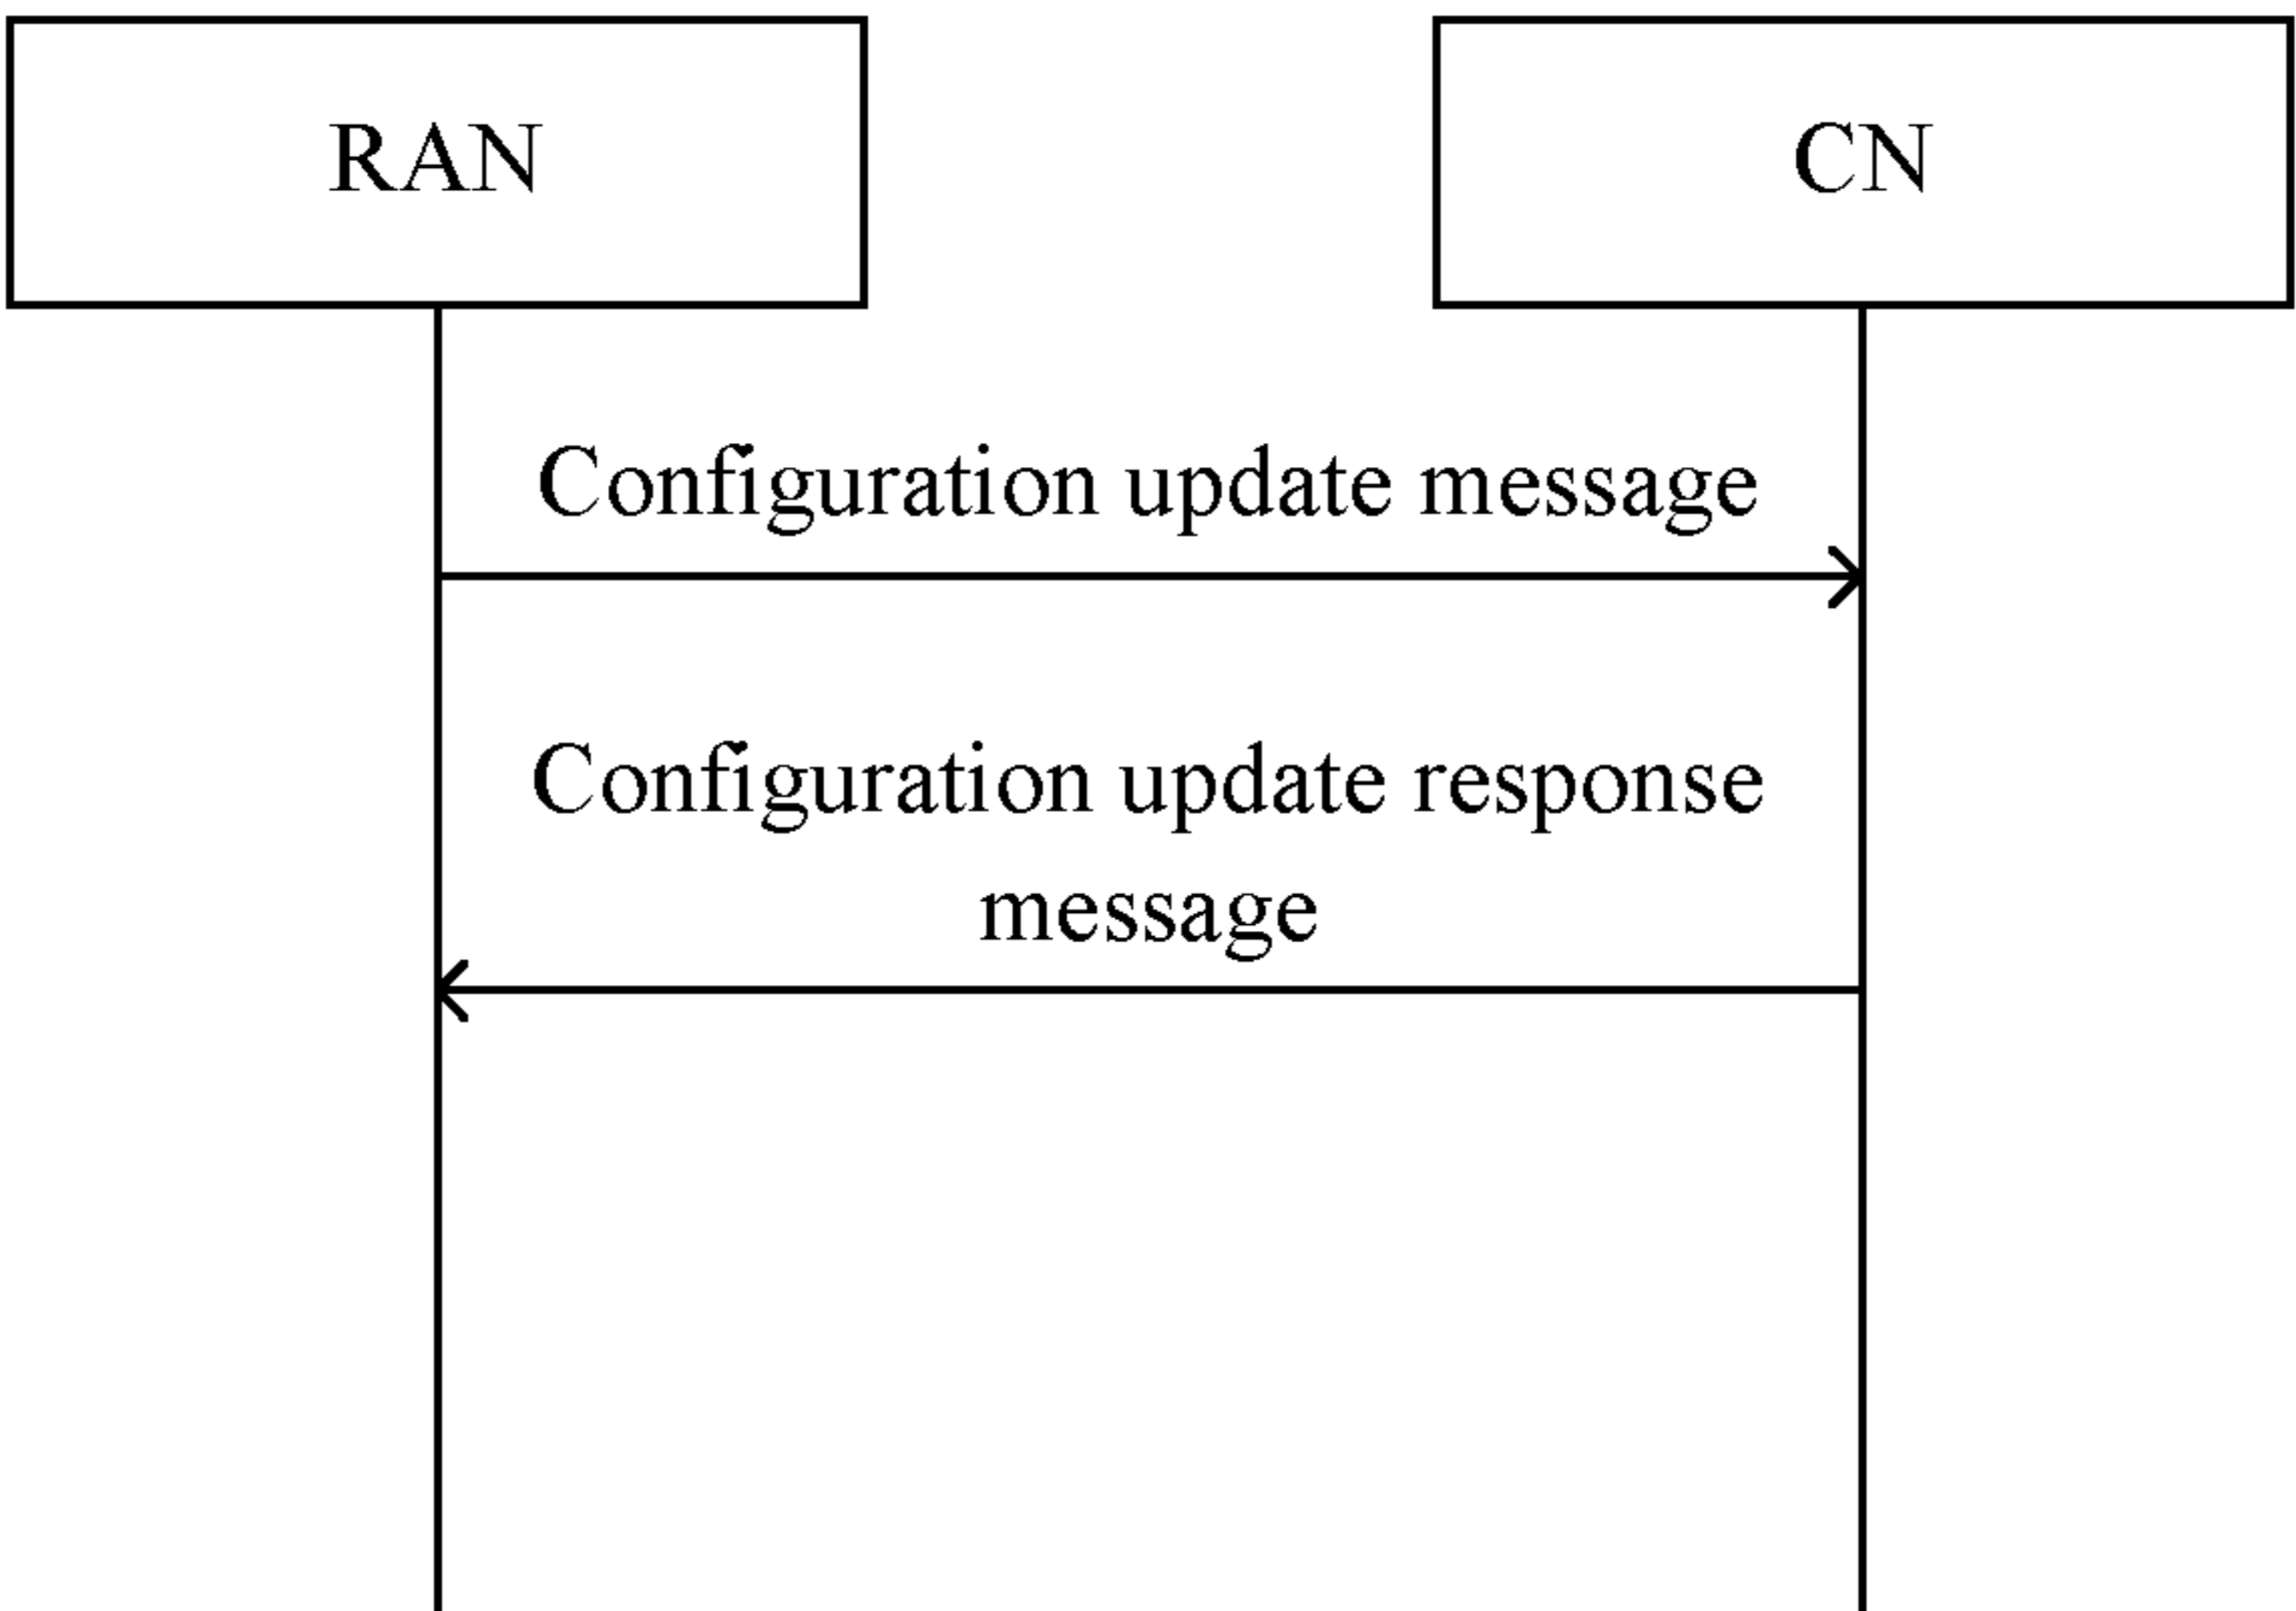 RAN
CN
Configuration update message
Configuration update response
message